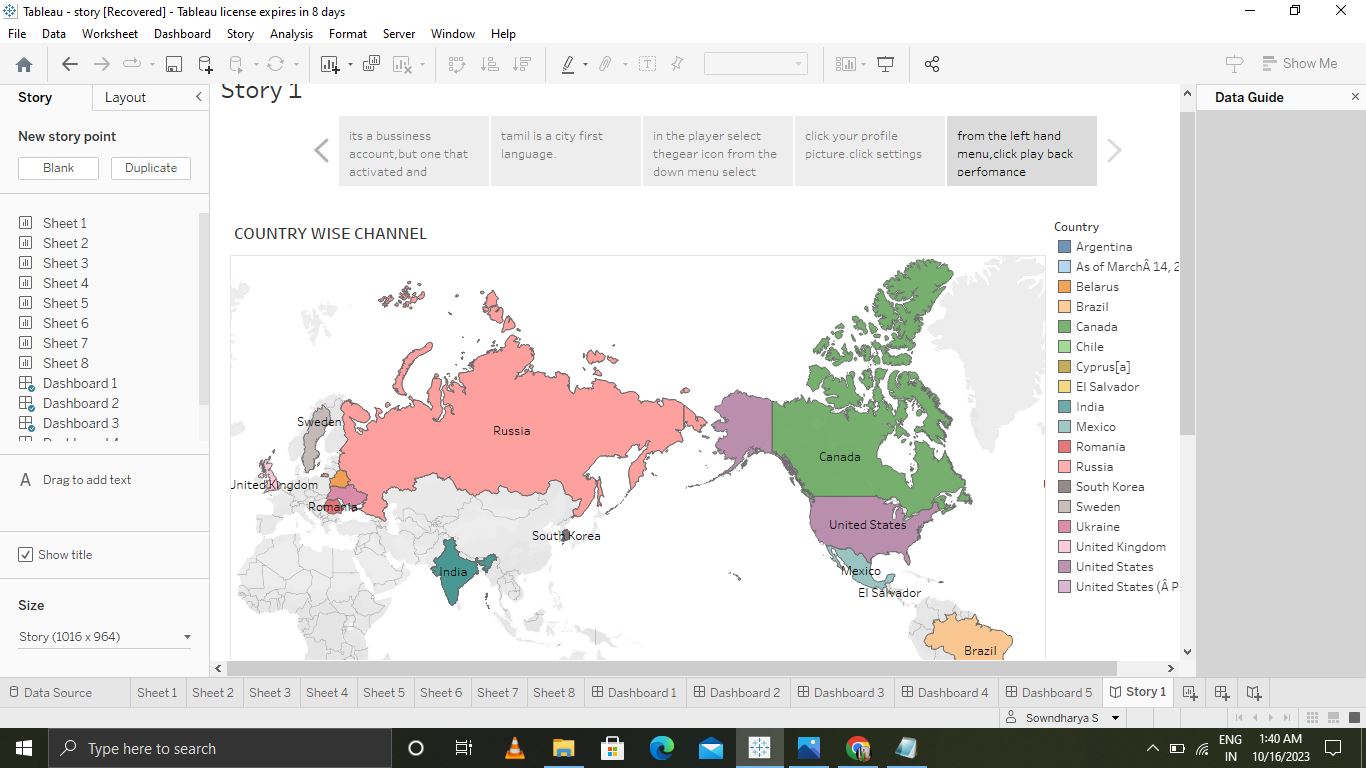 Tableau - story [Recovered] - Tableau license expires in 8 days
File Data Worksheet Dashboard Story Analysis Format Server Window Help
Show Me
Story Layout
New story point
Blank Duplicate
Sheet 1
Sheet 2
Sheet 3
Sheet 4
Sheet 5
Sheet 6
Sheet 7
Sheet 8
Dashboard 1
Dashboard 2
Dashboard 3
A Drag to add text
Show title
Size
Story (1016 x 964)
Story 1
its a bussiness
account,but one that
activated and
tamil is a city first
language.
in the player select
thegear icon from the
down menu select
click your profile
picture.click settings
from the left hand
menu,click play back
perfomance
COUNTRY WISE CHANNEL
Sweden
Russia
United Kingdom
Romania
South Korea
India
Canada
United States
Mexico
El Salvador
Brazil
Country
Argentina
As of MarchÂ 14, 2
Belarus
Brazil
Canada
Chile
Cyprus[a]
El Salvador
India
Mexico
Romania
Russia
South Korea
Sweden
Ukraine
United Kingdom
United States
United States (Â P
Data Guide
Data Source Sheet 1 Sheet 2 Sheet 3 Sheet 4 Sheet 5 Sheet 6 Sheet 7 Sheet 8 Dashboard 1 Dashboard 2 Dashboard 3 Dashboard 4 Dashboard 5 Story 1
Sowndharya S
Type here to search
ENG
IN
1:40 AM
10/16/2023